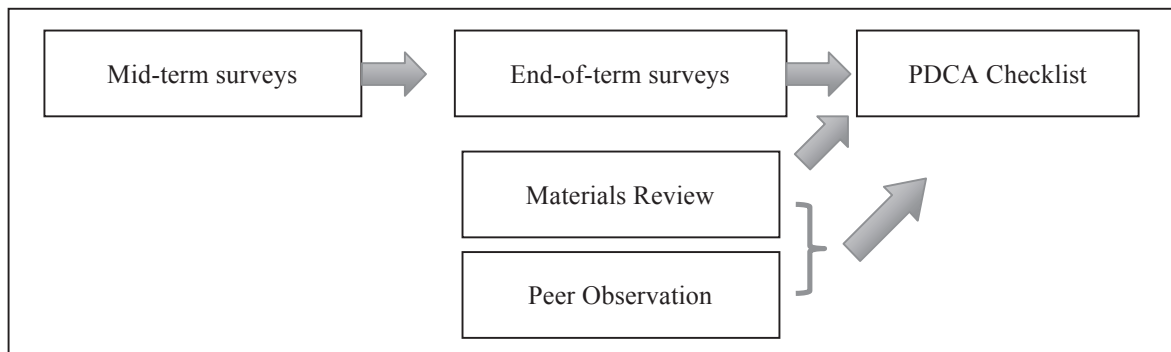 Mid-term surveys
End-of-term surveys
PDCA Checklist
Materials Review
Peer Observation